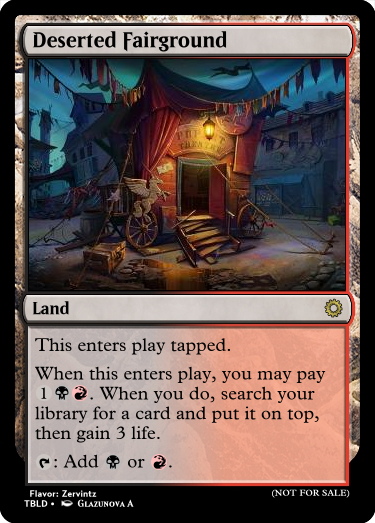 Deserted Fairground
Land
This enters play tapped.
When this enters play, you may pay
1. When you do, search your
library for a card and put it on top,
then gain 3 life.
: Add or .
Flavor: Zervintz
(NOT FOR SALE)
TBLD • Glazunova A